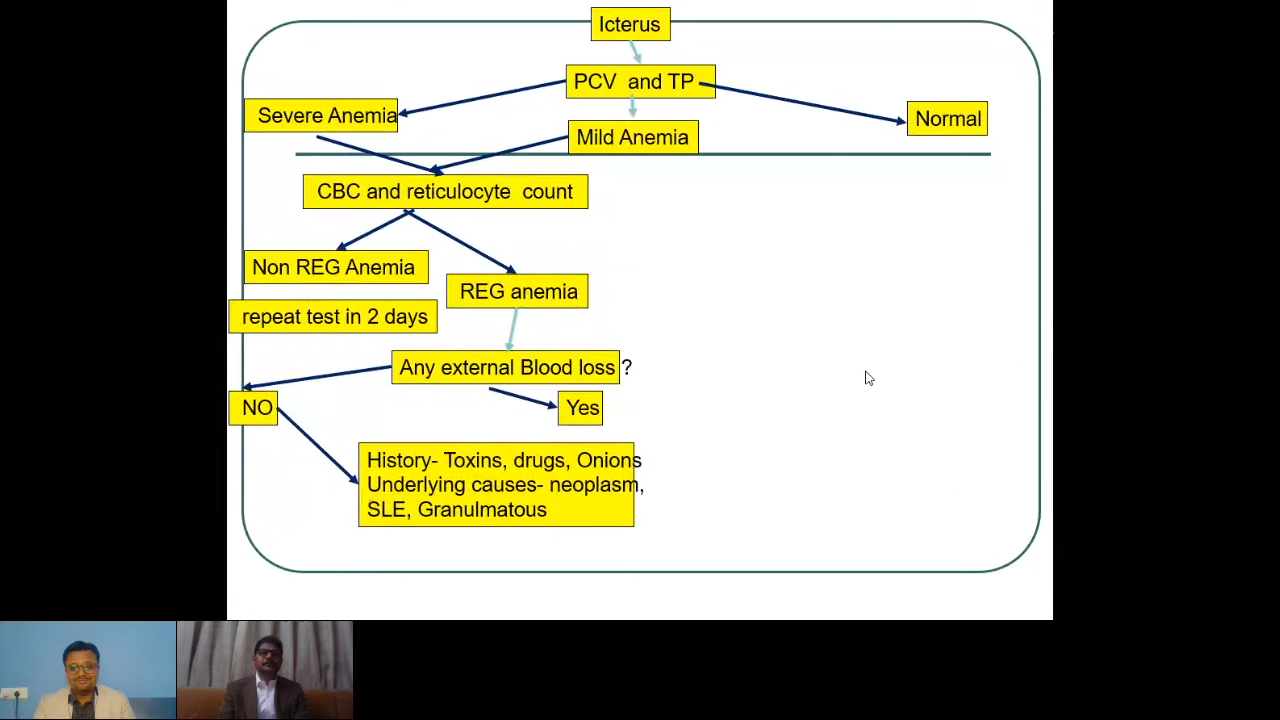 Icterus
PCV and TP
Severe Anemia
Normal
Mild Anemia
CBC and reticulocyte count
Non REG Anemia
REG anemia
repeat test in 2 days
Any external Blood loss ?
NO
Yes
History- Toxins, drugs, Onions
Underlying causes- neoplasm,
SLE, Granulmatous